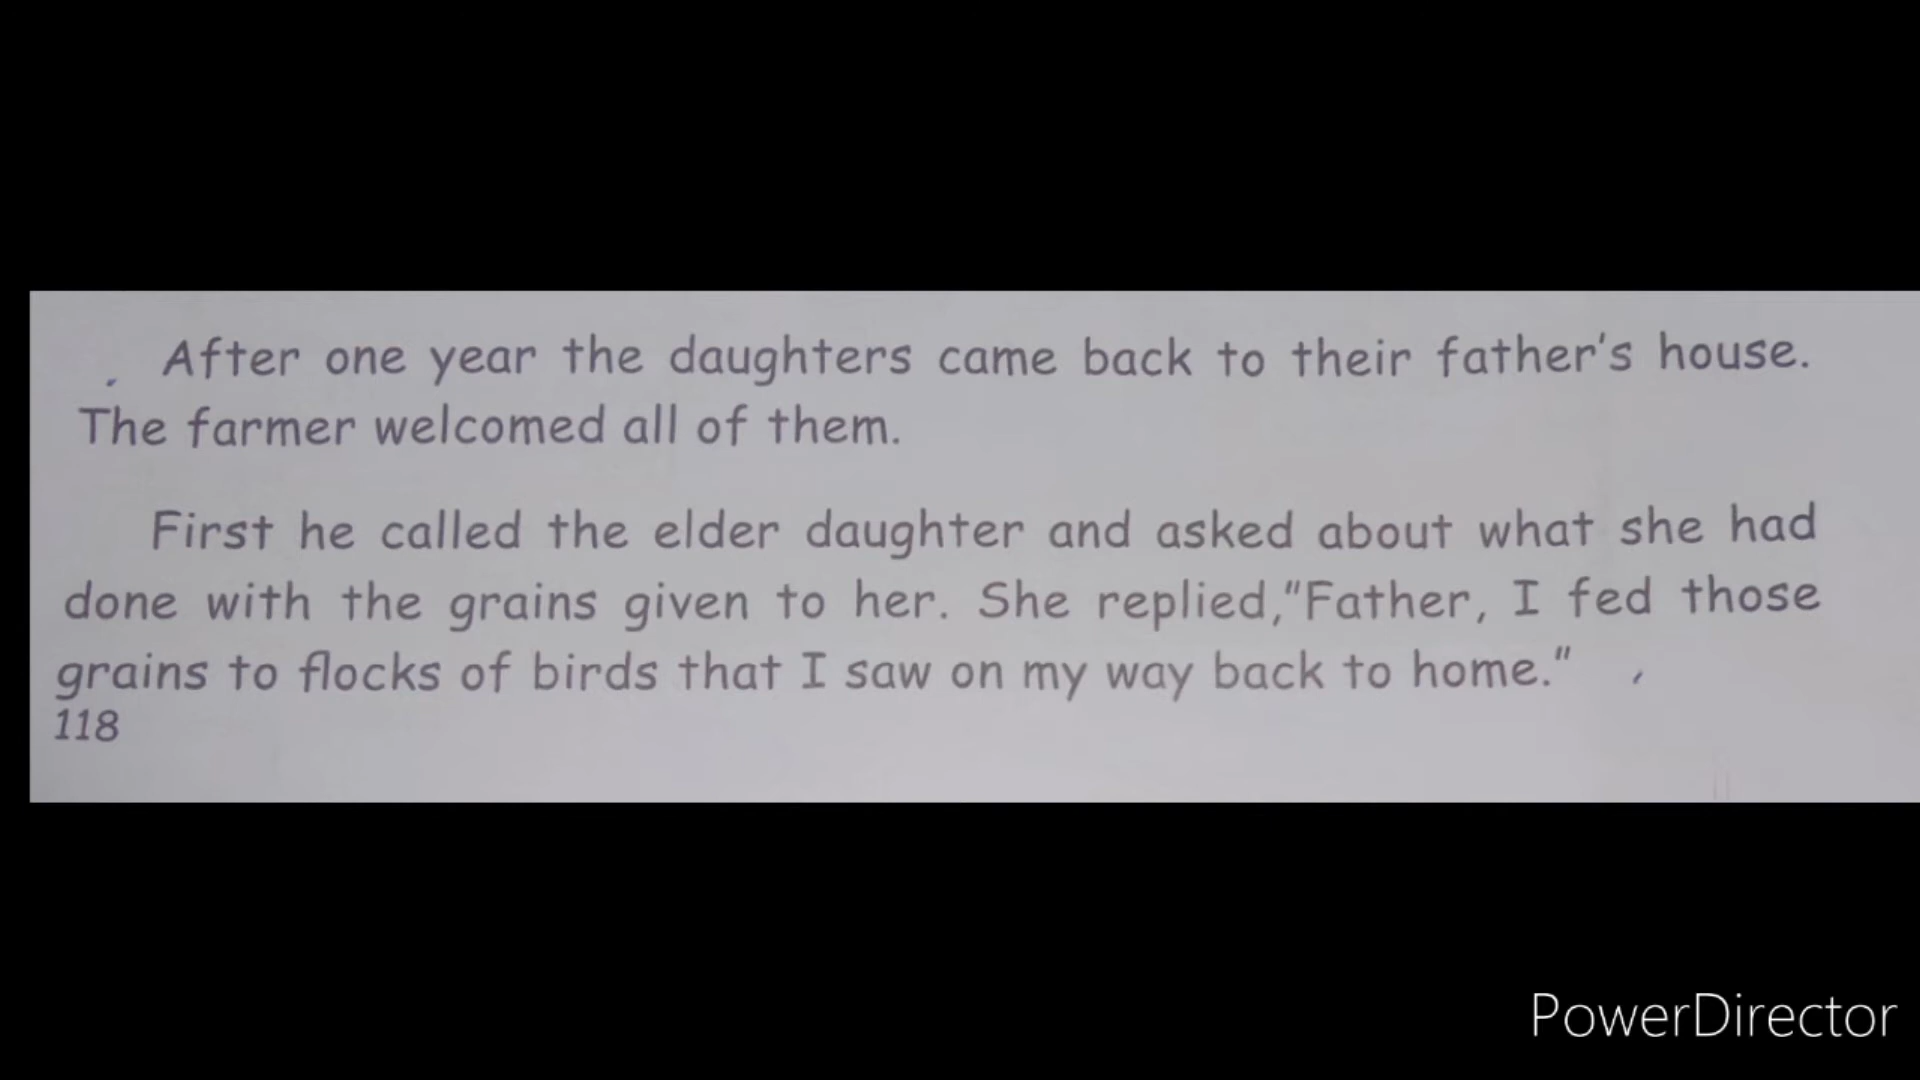 After one year the daughters came back to their father's house.
The farmer welcomed all of them.
First he called the elder daughter and asked about what she had
done with the grains given to her. She replied,"Father, I fed those
grains to flocks of birds that I saw on my way back to home."
118
PowerDirector